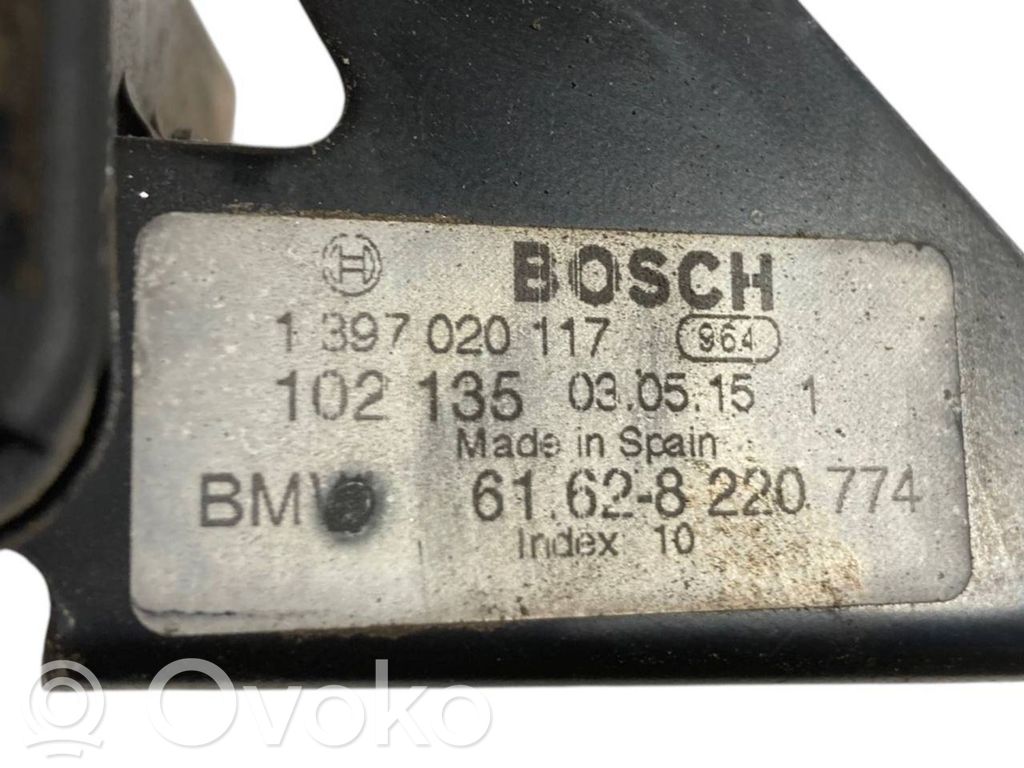 BOSCH
1 397 020 117 964
102 135 03.05.15 1
Made in Spain
BMW 61.62-8 220 774
Index 10
Ovoko